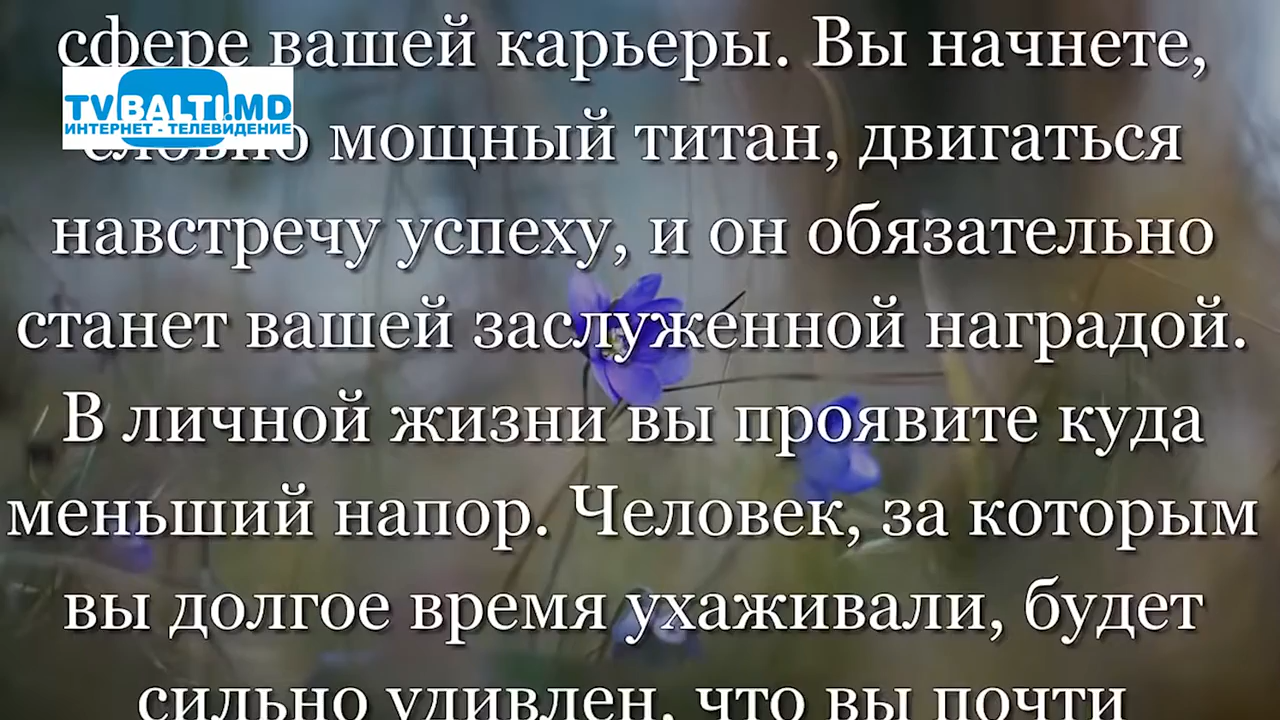 сфере вашей карьеры. Вы начнете,
TVBALTI.MD
ИНТЕРНЕТ - ТЕЛЕВИДЕНИЕ
словно мощный титан, двигаться
навстречу успеху, и он обязательно
станет вашей заслуженной наградой.
В личной жизни вы проявите куда
меньший напор. Человек, за которым
вы долгое время ухаживали, будет
сильно удивлен, что вы почти